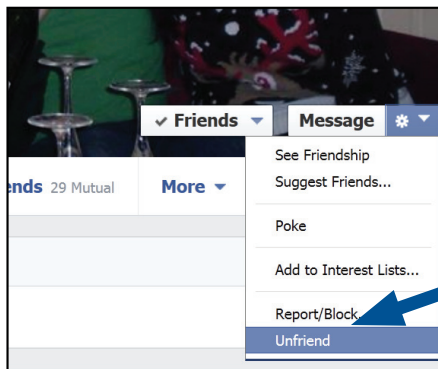 ✓ Friends Message
See Friendship
Suggest Friends...
ends 29 Mutual More
Poke
Add to Interest Lists...
Report/Block..
Unfriend